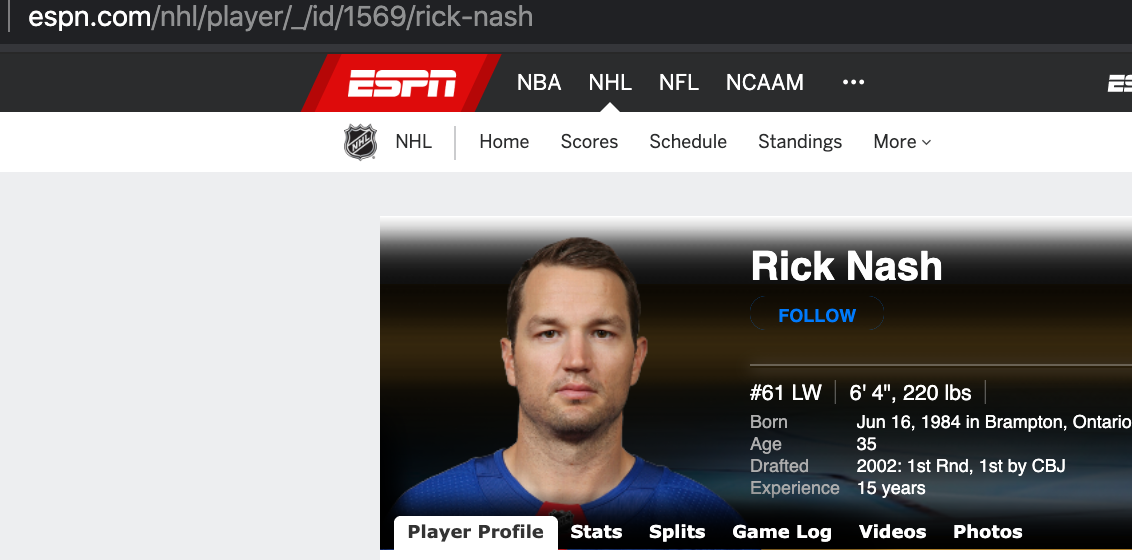 espn.com/nhl/player/_/id/1569/rick-nash
ESPN NBA NHL NFL NCAAM ...
NHL NHL Home Scores Schedule Standings More
Rick Nash
FOLLOW
#61 LW 6' 4", 220 lbs
Born Jun 16, 1984 in Brampton, Ontario
Age 35
Drafted 2002: 1st Rnd, 1st by CBJ
Experience 15 years
Player Profile Stats Splits Game Log Videos Photos